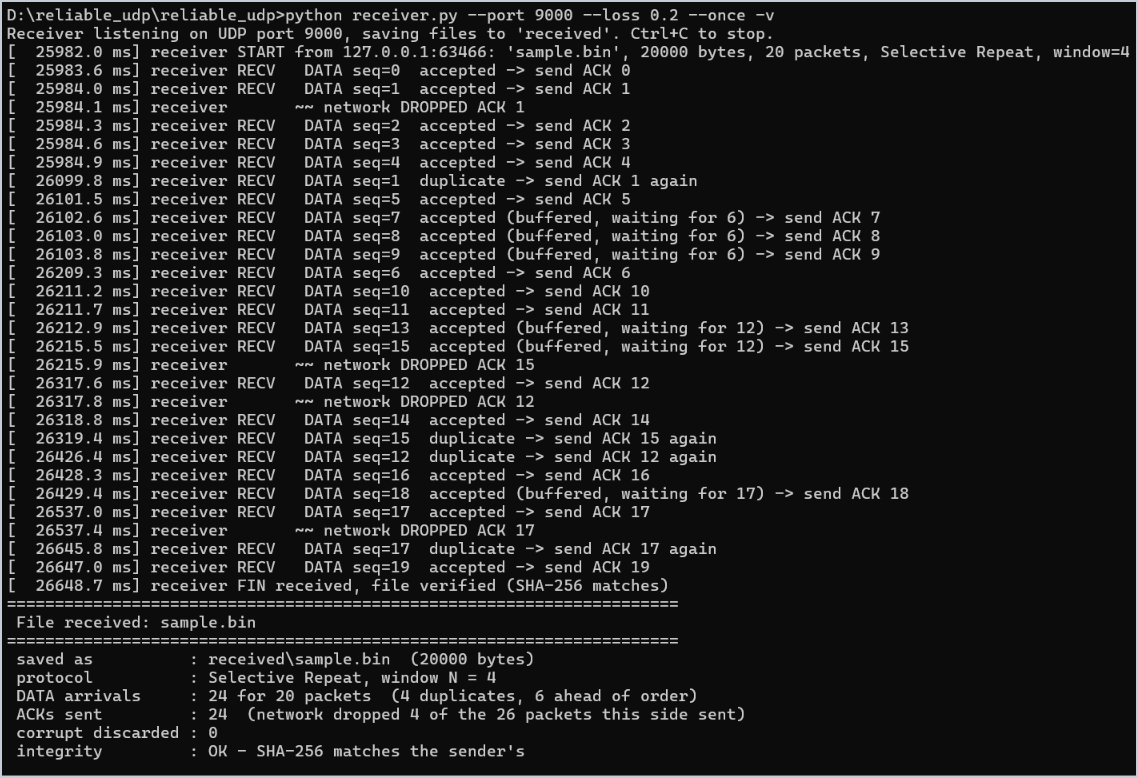 D:\reliable_udp\reliable_udp>python receiver.py --port 9000 --loss 0.2 --once -v
Receiver listening on UDP port 9000, saving files to 'received'. Ctrl+C to stop.
[  25982.0 ms] receiver START from 127.0.0.1:63466: 'sample.bin', 20000 bytes, 20 packets, Selective Repeat, window=4
[  25983.6 ms] receiver RECV   DATA seq=0  accepted -> send ACK 0
[  25984.0 ms] receiver RECV   DATA seq=1  accepted -> send ACK 1
[  25984.1 ms] receiver       ~~ network DROPPED ACK 1
[  25984.3 ms] receiver RECV   DATA seq=2  accepted -> send ACK 2
[  25984.6 ms] receiver RECV   DATA seq=3  accepted -> send ACK 3
[  25984.9 ms] receiver RECV   DATA seq=4  accepted -> send ACK 4
[  26099.8 ms] receiver RECV   DATA seq=1  duplicate -> send ACK 1 again
[  26101.5 ms] receiver RECV   DATA seq=5  accepted -> send ACK 5
[  26102.6 ms] receiver RECV   DATA seq=7  accepted (buffered, waiting for 6) -> send ACK 7
[  26103.0 ms] receiver RECV   DATA seq=8  accepted (buffered, waiting for 6) -> send ACK 8
[  26103.8 ms] receiver RECV   DATA seq=9  accepted (buffered, waiting for 6) -> send ACK 9
[  26209.3 ms] receiver RECV   DATA seq=6  accepted -> send ACK 6
[  26211.2 ms] receiver RECV   DATA seq=10  accepted -> send ACK 10
[  26211.7 ms] receiver RECV   DATA seq=11  accepted -> send ACK 11
[  26212.9 ms] receiver RECV   DATA seq=13  accepted (buffered, waiting for 12) -> send ACK 13
[  26215.5 ms] receiver RECV   DATA seq=15  accepted (buffered, waiting for 12) -> send ACK 15
[  26215.9 ms] receiver       ~~ network DROPPED ACK 15
[  26317.6 ms] receiver RECV   DATA seq=12  accepted -> send ACK 12
[  26317.8 ms] receiver       ~~ network DROPPED ACK 12
[  26318.8 ms] receiver RECV   DATA seq=14  accepted -> send ACK 14
[  26319.4 ms] receiver RECV   DATA seq=15  duplicate -> send ACK 15 again
[  26426.4 ms] receiver RECV   DATA seq=12  duplicate -> send ACK 12 again
[  26428.3 ms] receiver RECV   DATA seq=16  accepted -> send ACK 16
[  26429.4 ms] receiver RECV   DATA seq=18  accepted (buffered, waiting for 17) -> send ACK 18
[  26537.0 ms] receiver RECV   DATA seq=17  accepted -> send ACK 17
[  26537.4 ms] receiver       ~~ network DROPPED ACK 17
[  26645.8 ms] receiver RECV   DATA seq=17  duplicate -> send ACK 17 again
[  26647.0 ms] receiver RECV   DATA seq=19  accepted -> send ACK 19
[  26648.7 ms] receiver FIN received, file verified (SHA-256 matches)
======================================================================
 File received: sample.bin
======================================================================
 saved as          : received\sample.bin  (20000 bytes)
 protocol          : Selective Repeat, window N = 4
 DATA arrivals     : 24 for 20 packets  (4 duplicates, 6 ahead of order)
 ACKs sent         : 24  (network dropped 4 of the 26 packets this side sent)
 corrupt discarded : 0
 integrity         : OK - SHA-256 matches the sender's